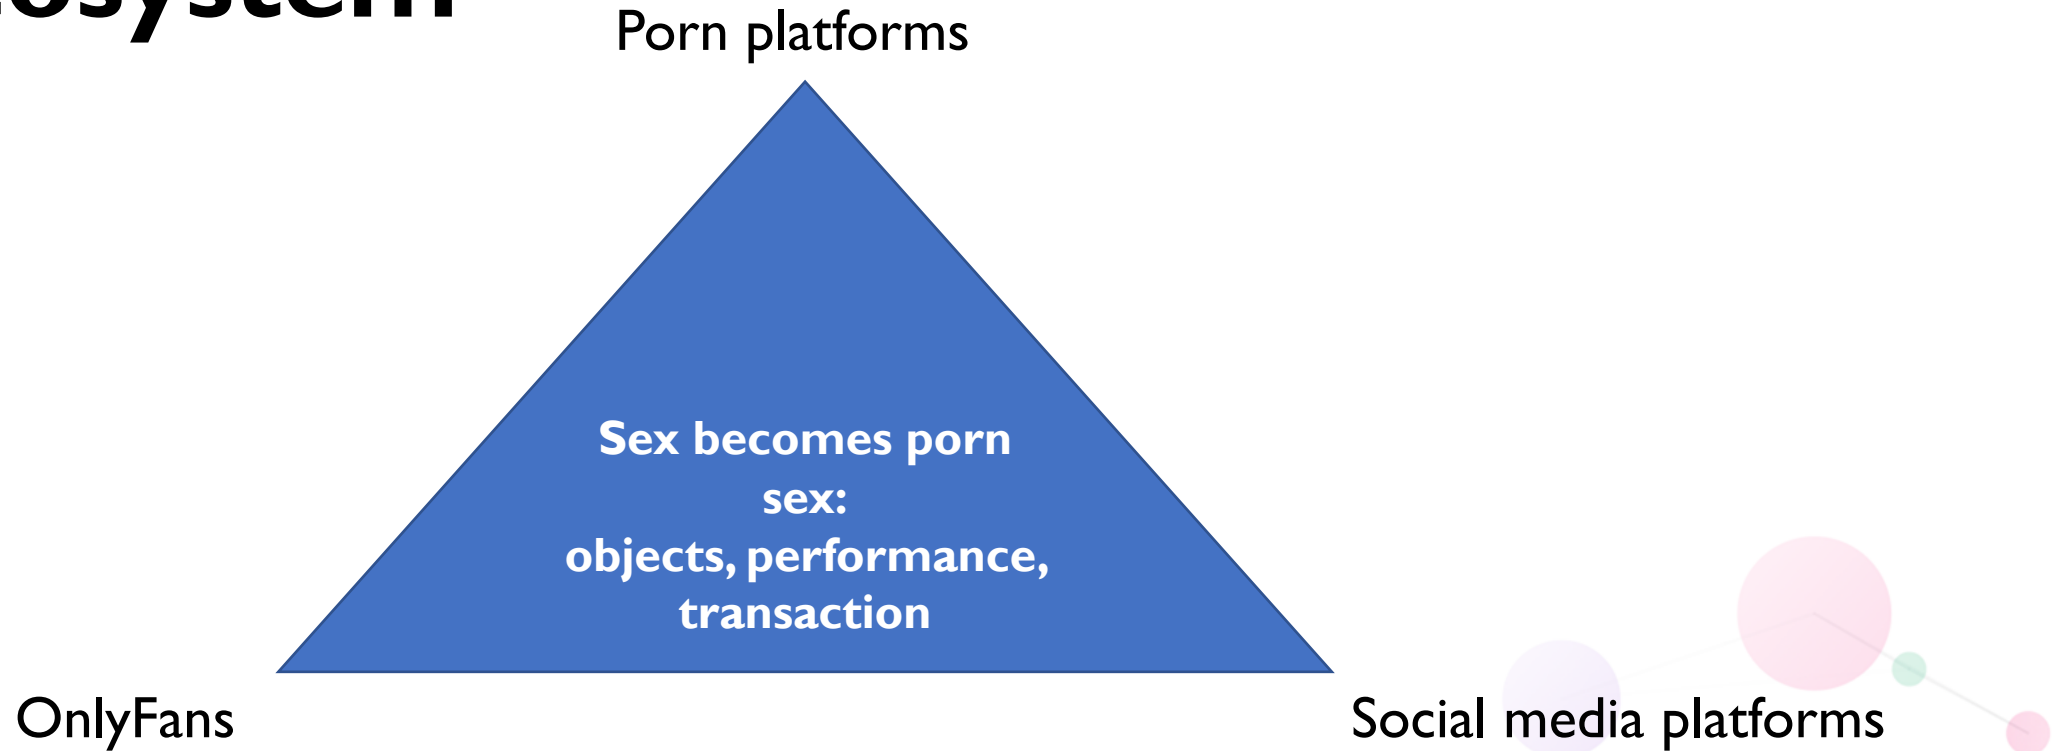 Porn platforms
Sex becomes porn
sex:
objects, performance,
transaction
OnlyFans
Social media platforms